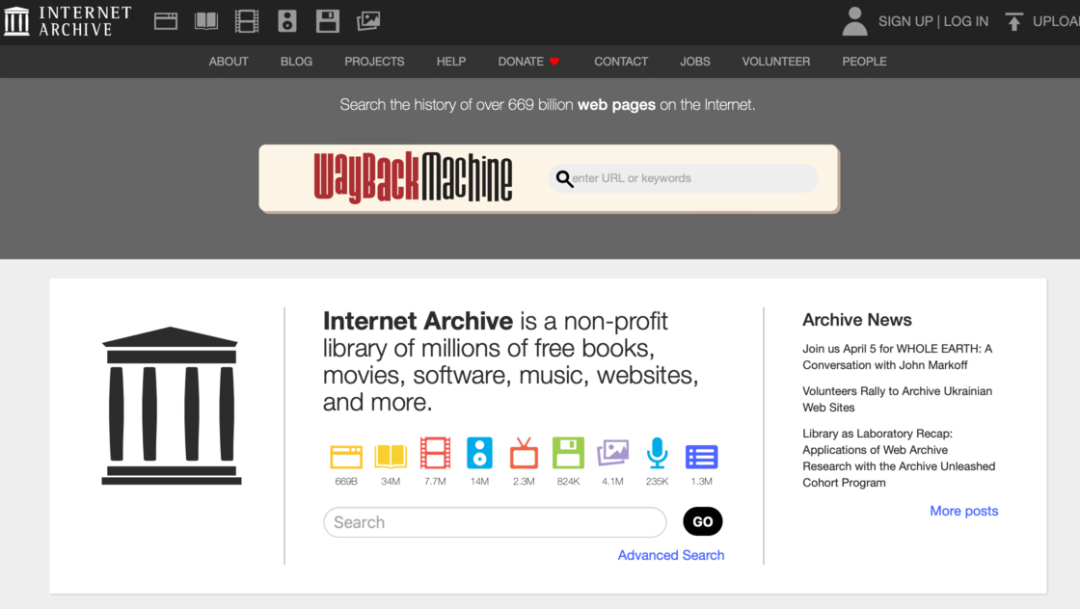 INTERNET
ARCHIVE
SIGN UP | LOG IN
UPLOA
ABOUT BLOG PROJECTS HELP DONATE CONTACT JOBS VOLUNTEER PEOPLE
Search the history of over 669 billion web pages on the Internet.
WayBackMachine
enter URL or keywords
Internet Archive is a non-profit
library of millions of free books,
movies, software, music, websites,
and more.
669B 34M 7.7M 14M 2.3M 824K 4.1M 235K 1.3M
Search
GO
Advanced Search
Archive News
Join us April 5 for WHOLE EARTH: A
Conversation with John Markoff
Volunteers Rally to Archive Ukrainian
Web Sites
Library as Laboratory Recap:
Applications of Web Archive
Research with the Archive Unleashed
Cohort Program
More posts